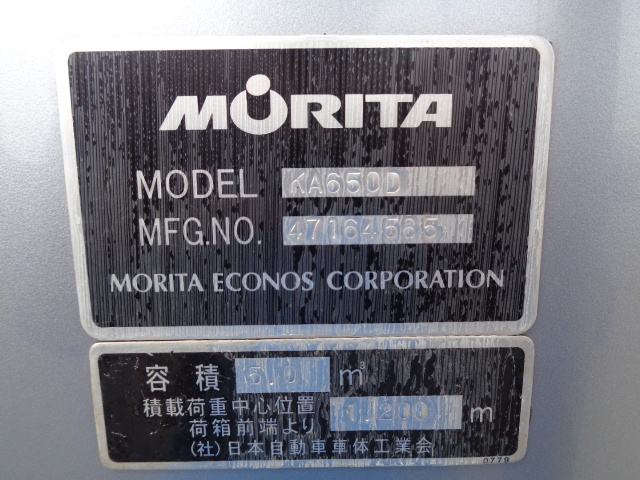 MORITA
MODEL KA650D
MFG.NO. 47164565
MORITA ECONOS CORPORATION
容積 5.0 m³
積載荷重中心位置 1.200 m
荷箱前端より
(社)日本自動車車体工業会
0779